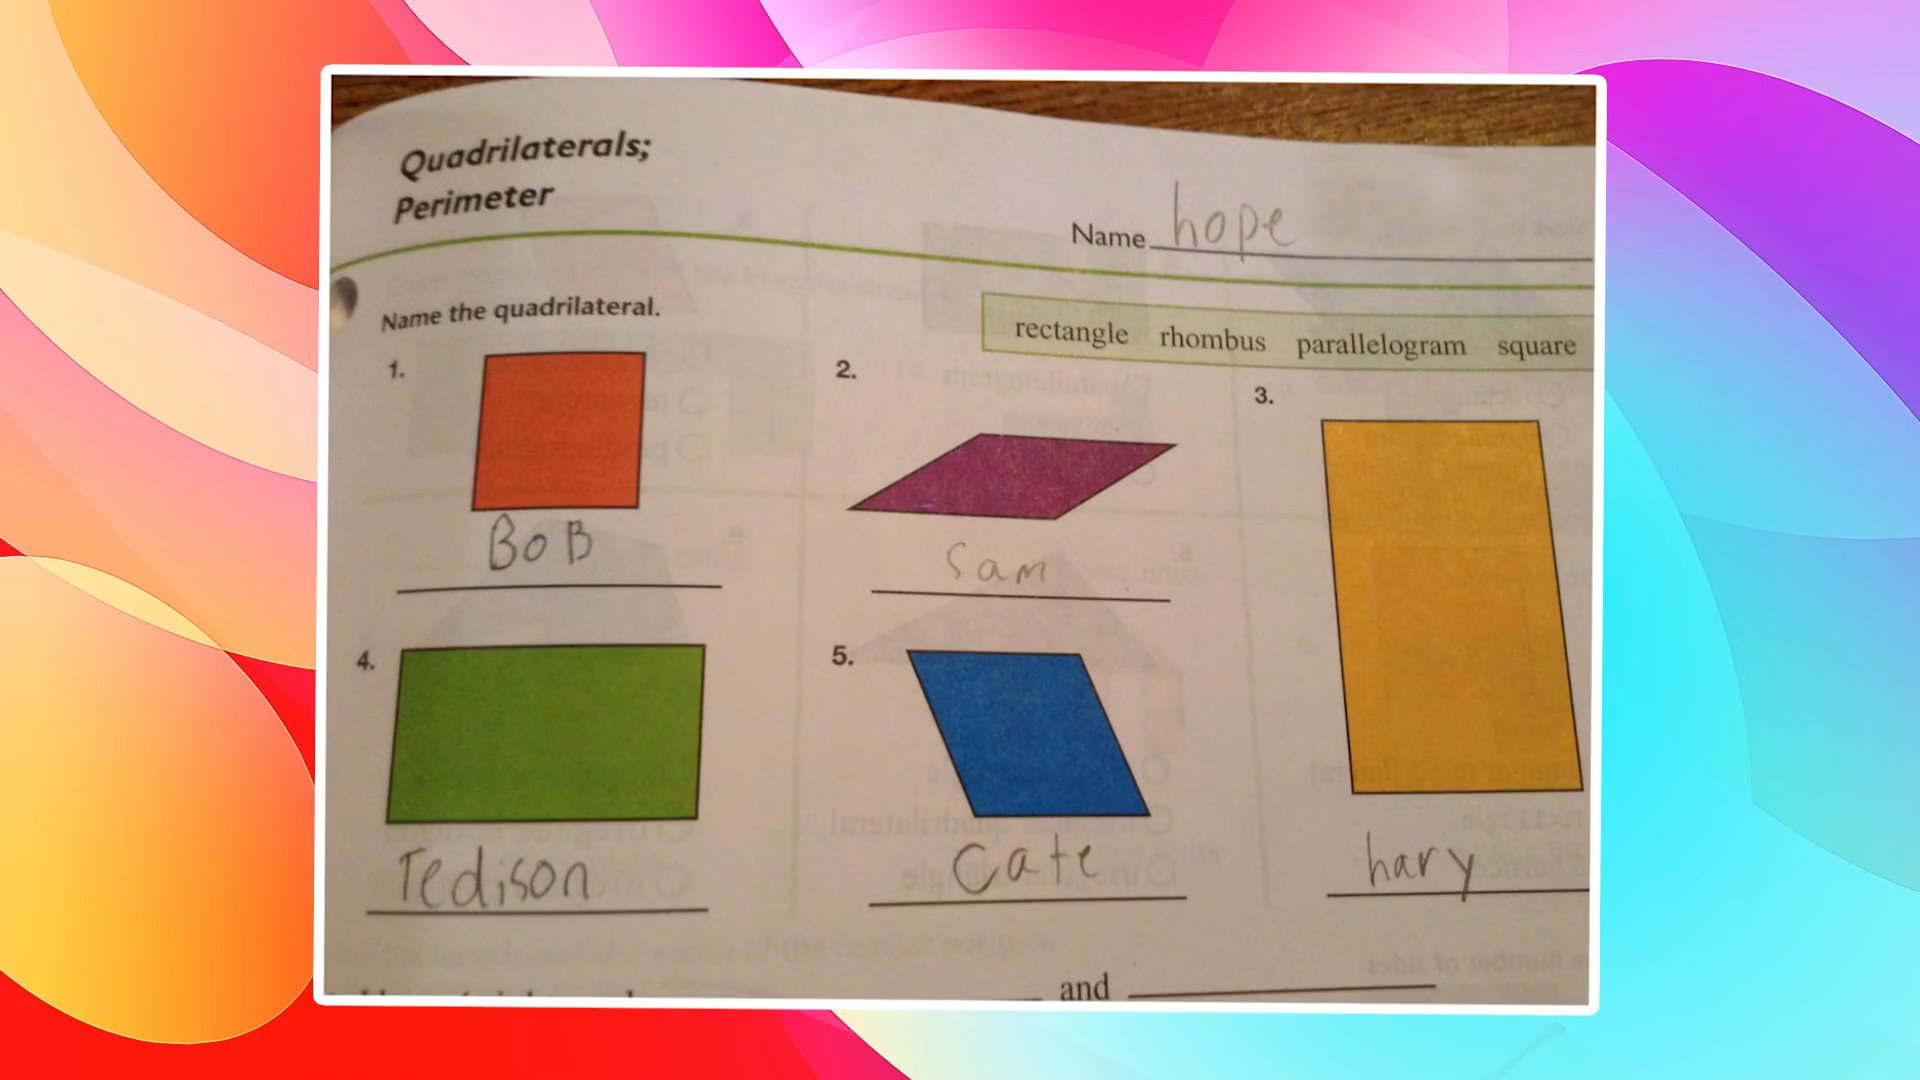 Quadrilaterals;
Perimeter
Name hope
Name the quadrilateral.
rectangle rhombus parallelogram square
1.
2.
3.
BoB
Sam
4.
5.
Tedison
Cate
hary
and